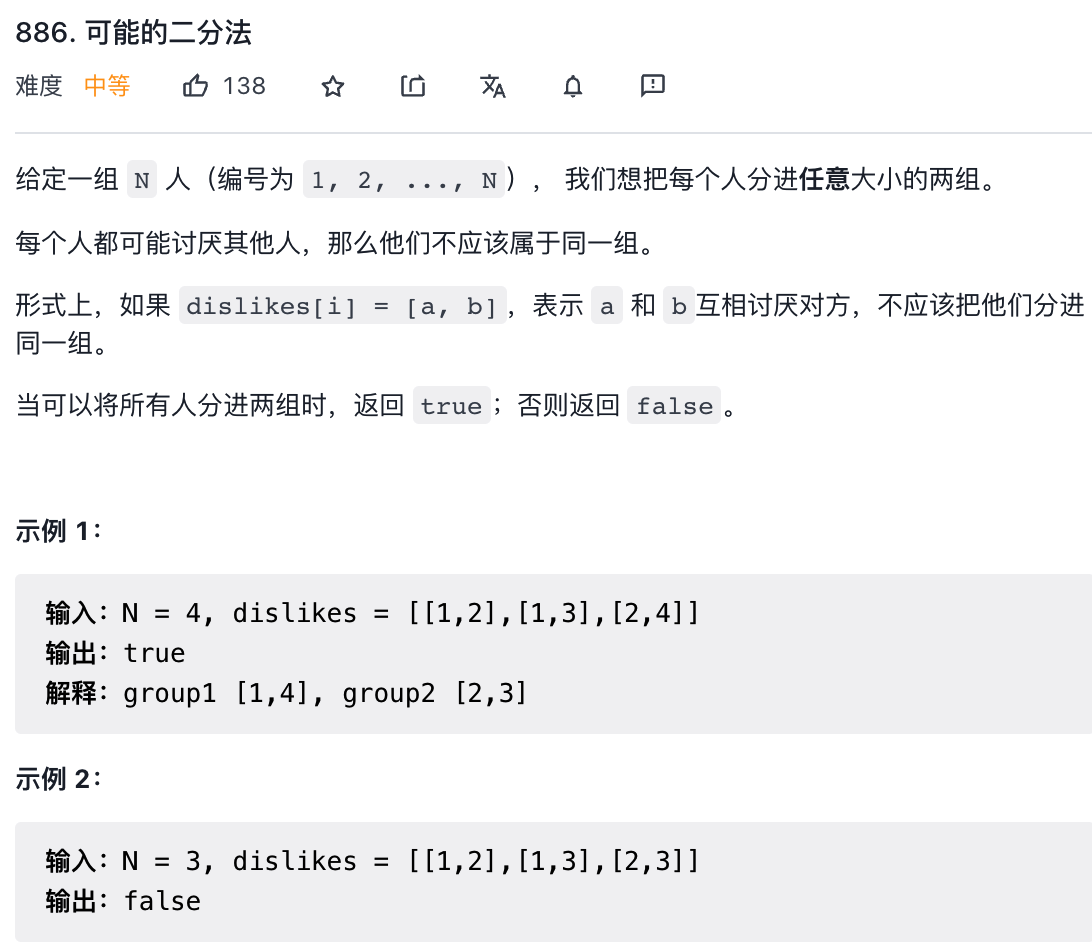 886. 可能的二分法
难度 中等 138
给定一组 N 人（编号为 1, 2, ..., N）， 我们想把每个人分进任意大小的两组。
每个人都可能讨厌其他人，那么他们不应该属于同一组。
形式上，如果 dislikes[i] = [a, b]，表示 a 和 b 互相讨厌对方，不应该把他们分进
同一组。
当可以将所有人分进两组时，返回 true；否则返回 false。
示例 1：
输入：N = 4, dislikes = [[1,2],[1,3],[2,4]]
输出：true
解释：group1 [1,4], group2 [2,3]
示例 2：
输入：N = 3, dislikes = [[1,2],[1,3],[2,3]]
输出：false